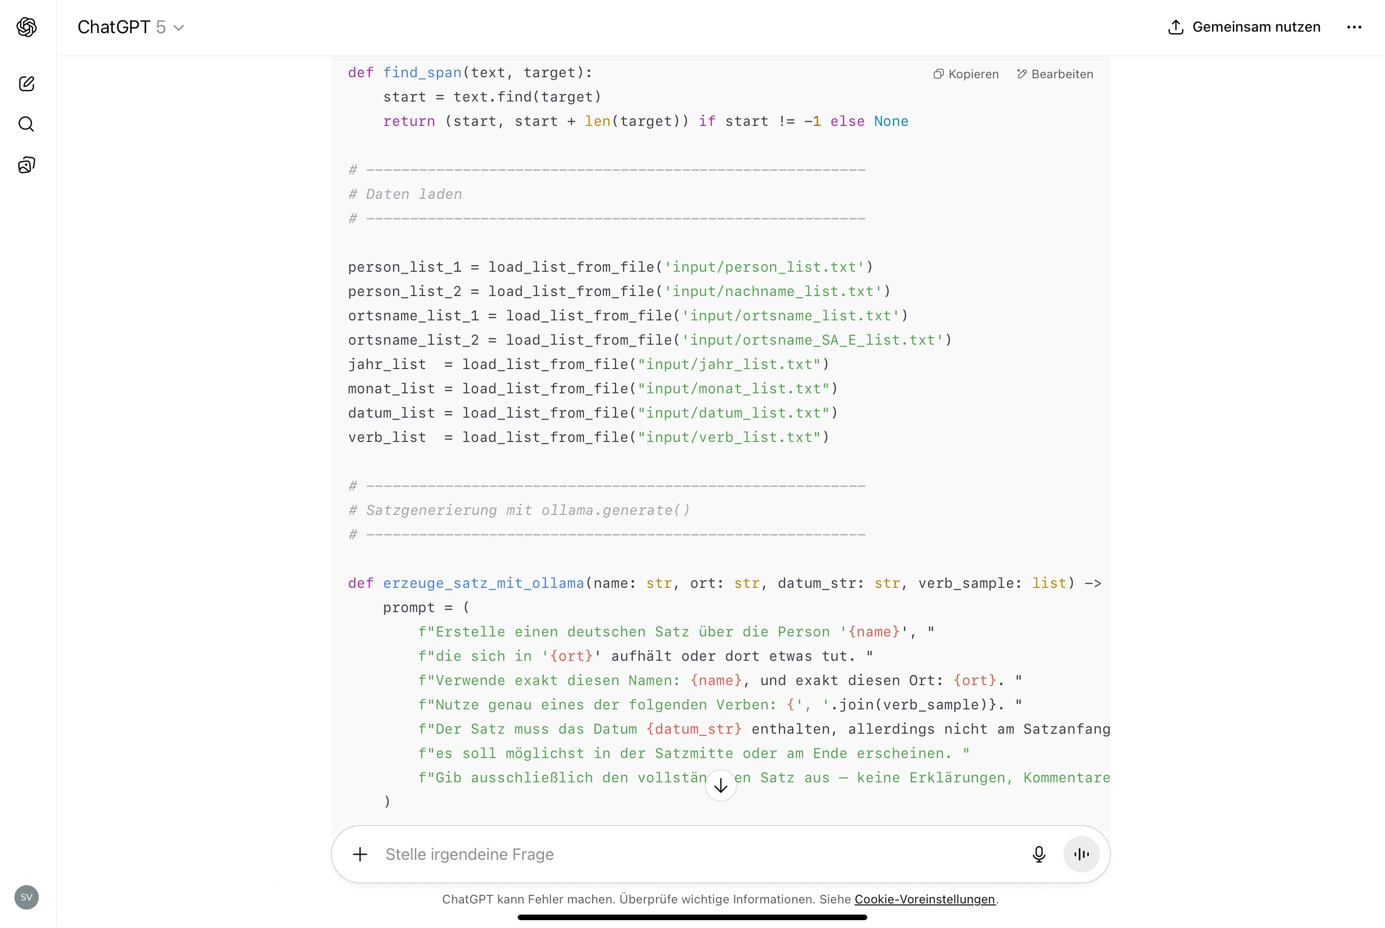 ChatGPT 5
Gemeinsam nutzen
def find_span(text, target):
Kopieren
Bearbeiten
    start = text.find(target)
    return (start, start + len(target)) if start != -1 else None
# ---------------------------------------------------------
# Daten laden
# ---------------------------------------------------------
person_list_1 = load_list_from_file('input/person_list.txt')
person_list_2 = load_list_from_file('input/nachname_list.txt')
ortsname_list_1 = load_list_from_file('input/ortsname_list.txt')
ortsname_list_2 = load_list_from_file('input/ortsname_SA_E_list.txt')
jahr_list  = load_list_from_file("input/jahr_list.txt")
monat_list = load_list_from_file("input/monat_list.txt")
datum_list = load_list_from_file("input/datum_list.txt")
verb_list  = load_list_from_file("input/verb_list.txt")
# ---------------------------------------------------------
# Satzgenerierung mit ollama.generate()
# ---------------------------------------------------------
def erzeuge_satz_mit_ollama(name: str, ort: str, datum_str: str, verb_sample: list) ->
    prompt = (
        f"Erstelle einen deutschen Satz über die Person '{name}', "
        f"die sich in '{ort}' aufhält oder dort etwas tut. "
        f"Verwende exakt diesen Namen: {name}, und exakt diesen Ort: {ort}. "
        f"Nutze genau eines der folgenden Verben: {', '.join(verb_sample)}. "
        f"Der Satz muss das Datum {datum_str} enthalten, allerdings nicht am Satzanfang
        f"es soll möglichst in der Satzmitte oder am Ende erscheinen. "
        f"Gib ausschließlich den Satz aus – keine Erklärungen, Kommentare
    )
Stelle irgendeine Frage
SV
ChatGPT kann Fehler machen. Überprüfe wichtige Informationen. Siehe Cookie-Voreinstellungen.